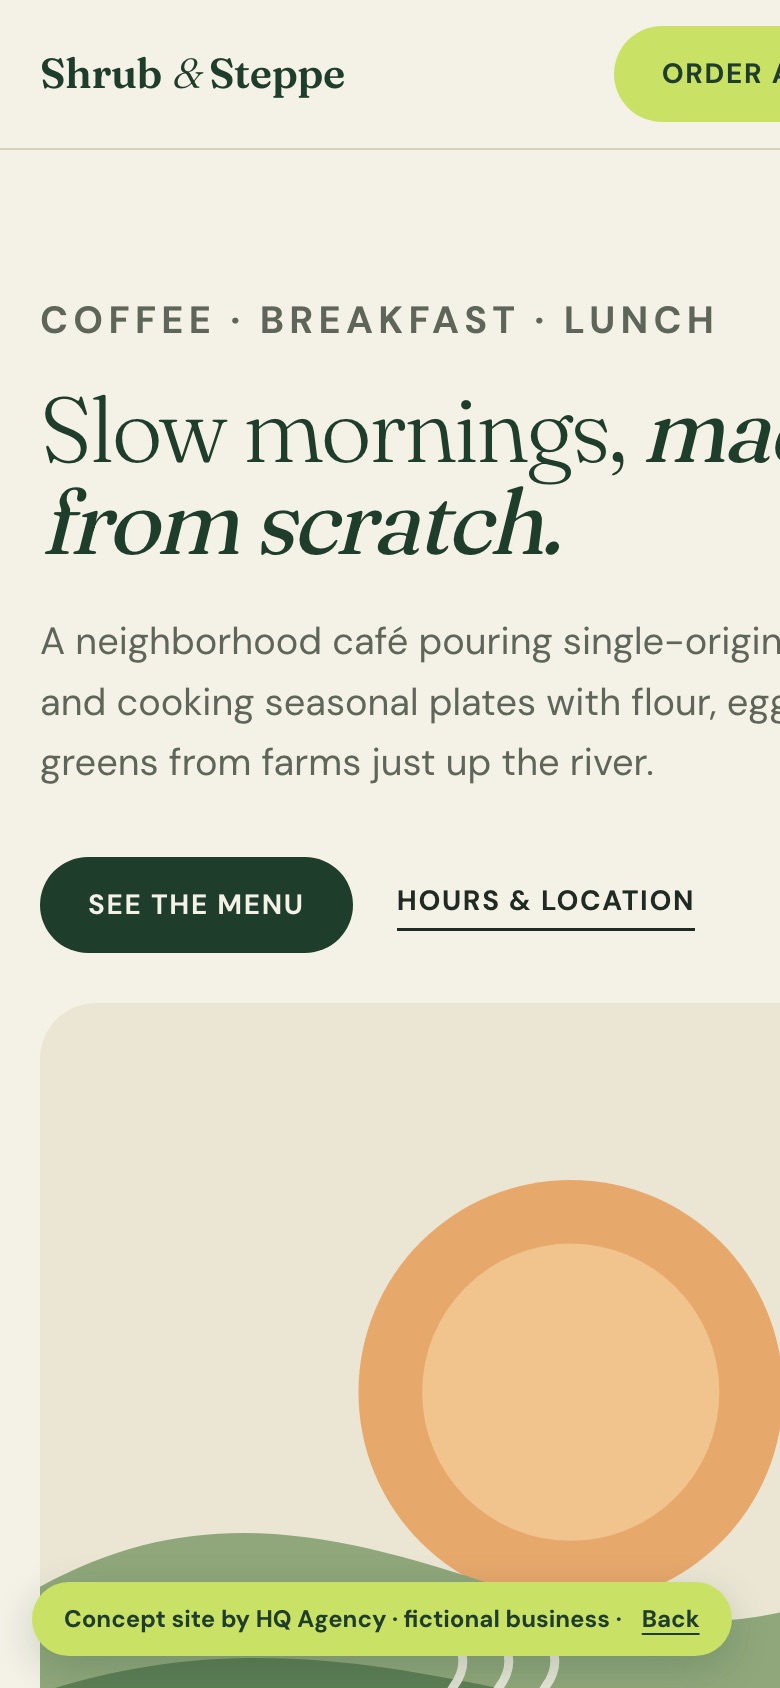 Shrub & Steppe
ORDER A
COFFEE · BREAKFAST · LUNCH
Slow mornings, mad
from scratch.
A neighborhood café pouring single-origin
and cooking seasonal plates with flour, egg
greens from farms just up the river.
SEE THE MENU
HOURS & LOCATION
Concept site by HQ Agency · fictional business · Back